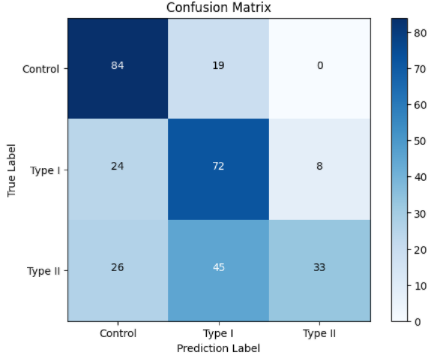 Confusion Matrix
80
Control 84 19 0
70
60
50
Type I 24 72 8
40
30
20
Type II 26 45 33
10
0
Control Type I Type II
Prediction Label
True Label